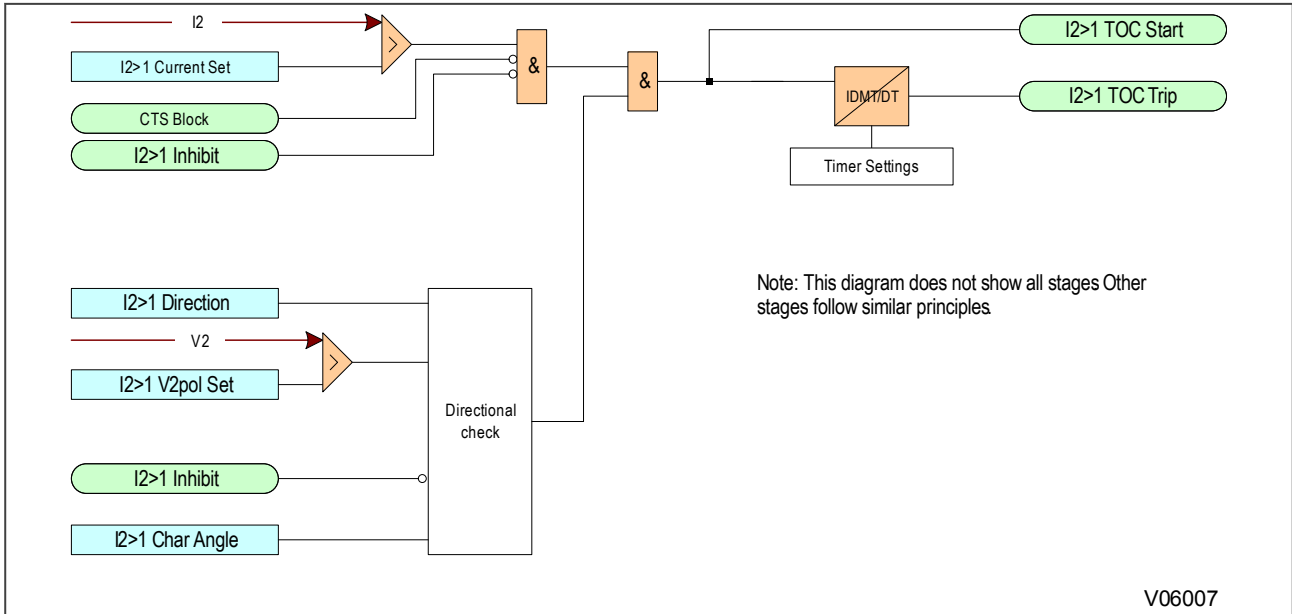 I2
I2>1 Current Set
>
CTS Block
I2>1 Inhibit
&
&
I2>1 TOC Start
IDMT/DT
I2>1 TOC Trip
Timer Settings
I2>1 Direction
V2
>
I2>1 V2pol Set
Directional
check
I2>1 Inhibit
I2>1 Char Angle
Note: This diagram does not show all stages Other
stages follow similar principles.
V06007